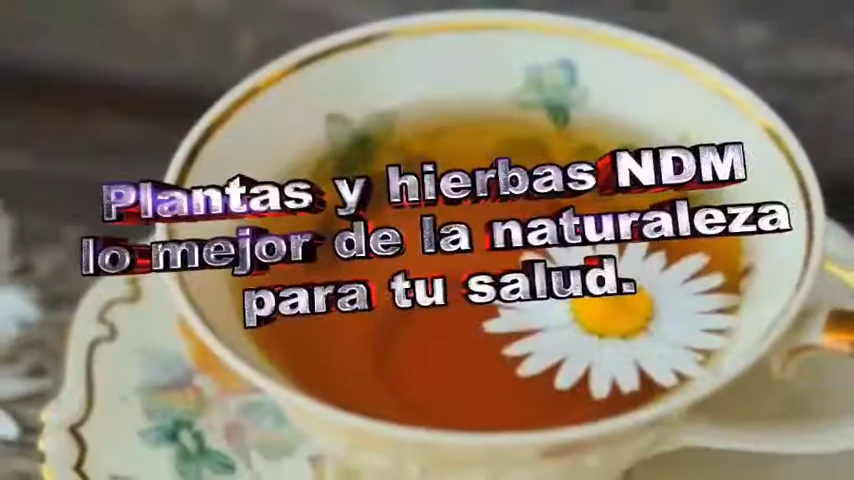 Plantas y hierbas NDM
lo mejor de la naturaleza
para tu salud.